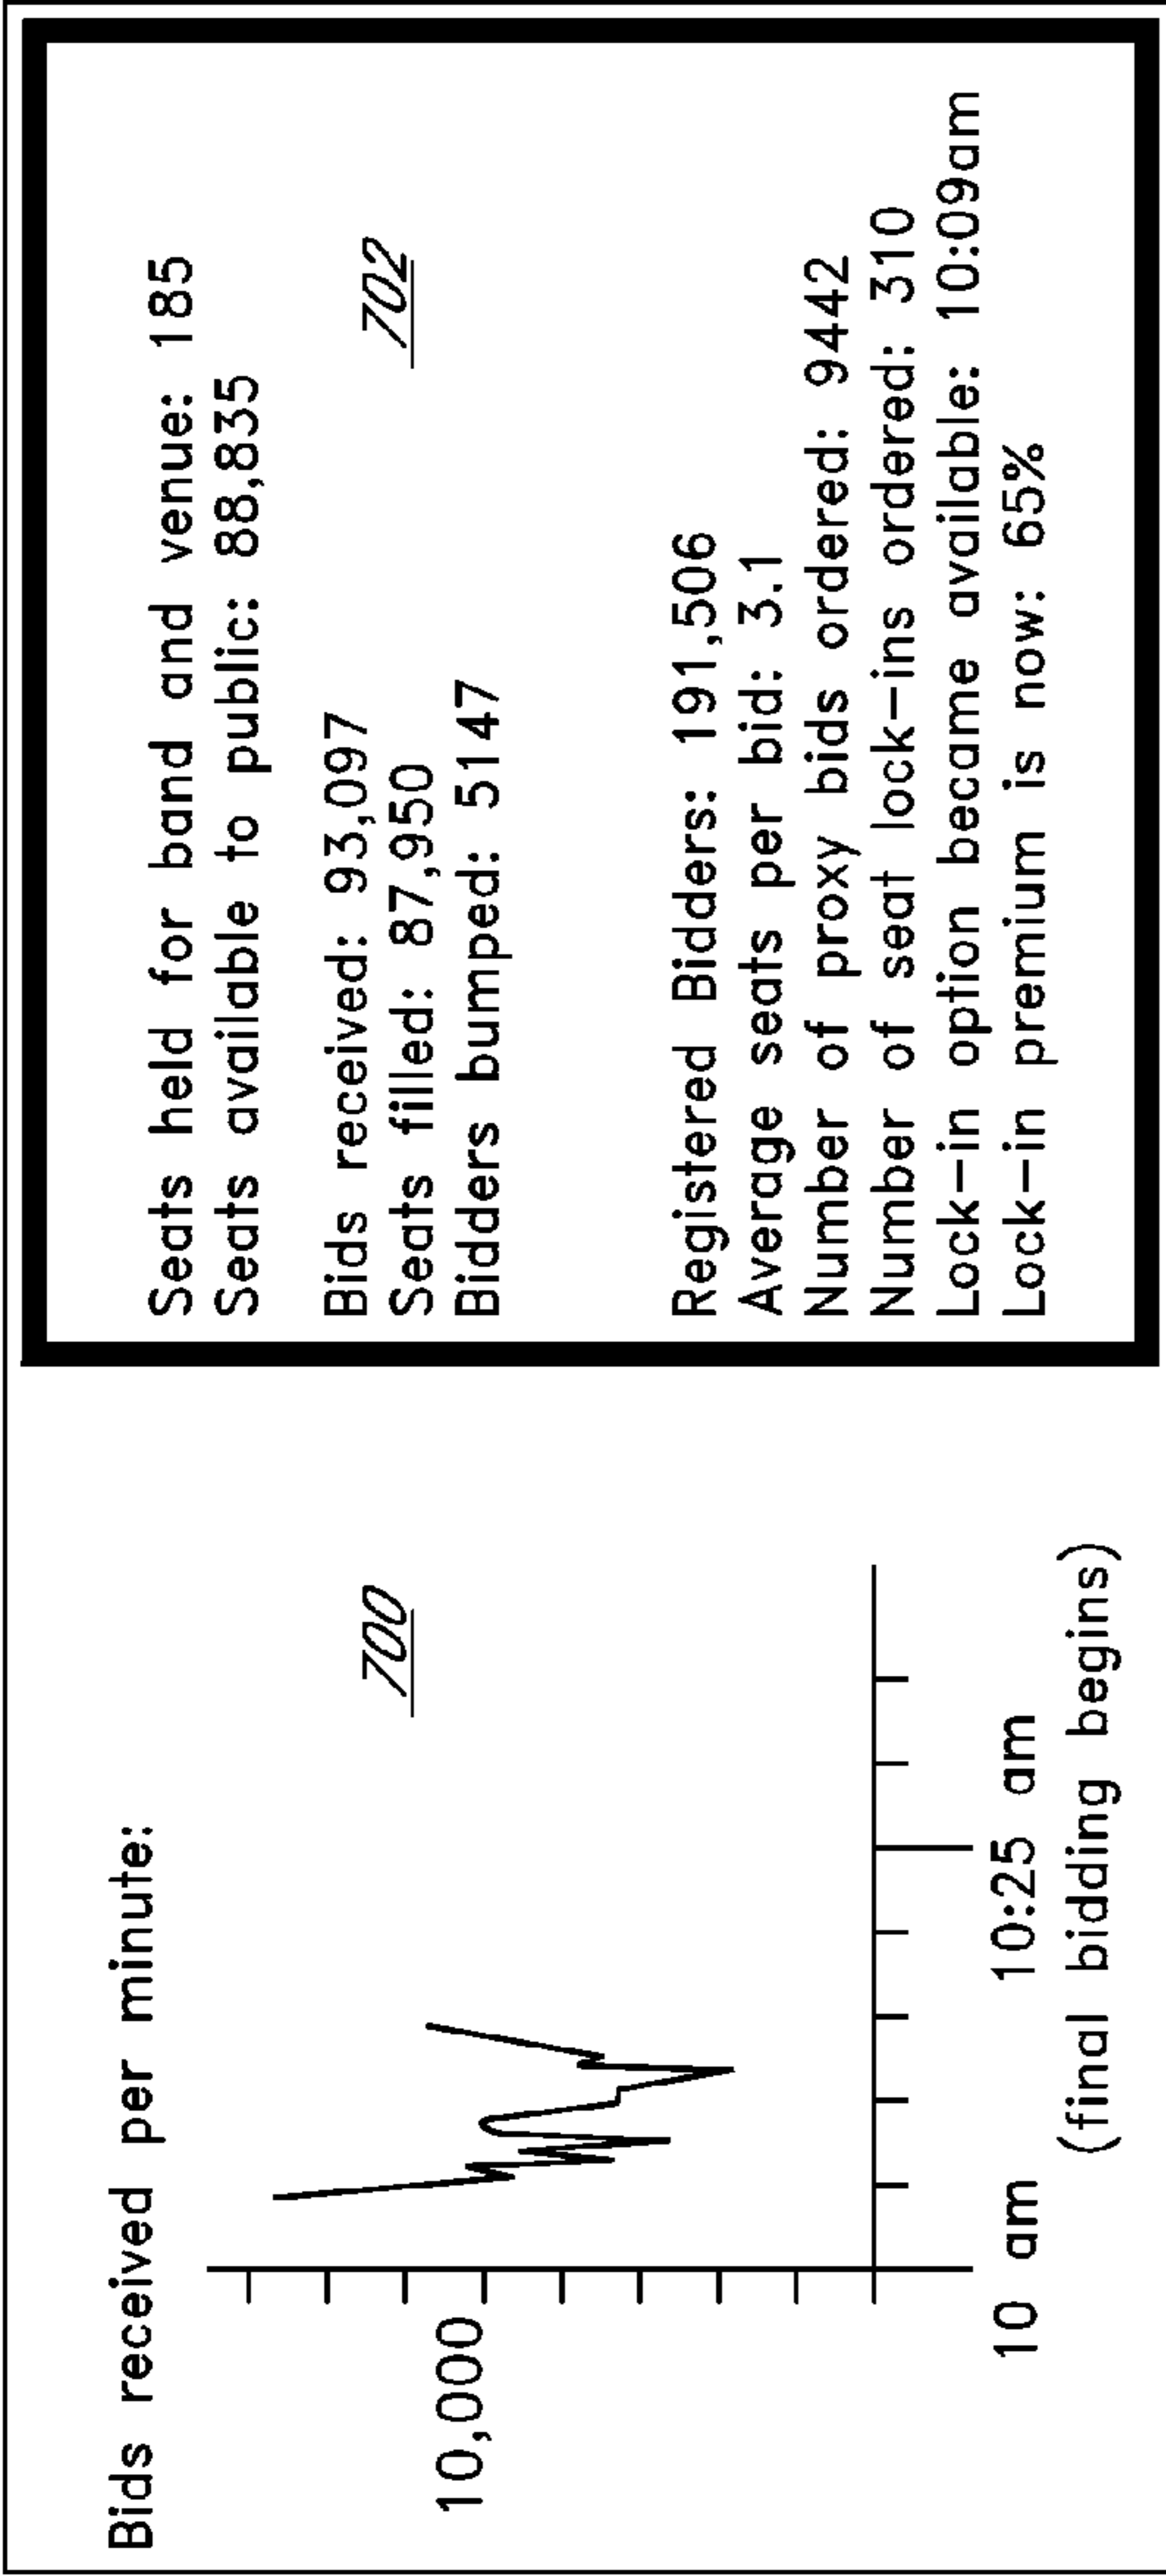 Bids received per minute:
700
10,000
10 am
10:25 am
(final bidding begins)
Seats held for band and venue: 185
Seats available to public: 88,835
702
Bids received: 93,097
Seats filled: 87,950
Bidders bumped: 5147
Registered Bidders: 191,506
Average seats per bid: 3.1
Number of proxy bids ordered: 9442
Number of seat lock-ins ordered: 310
Lock-in option became available: 10:09am
Lock-in premium is now: 65%